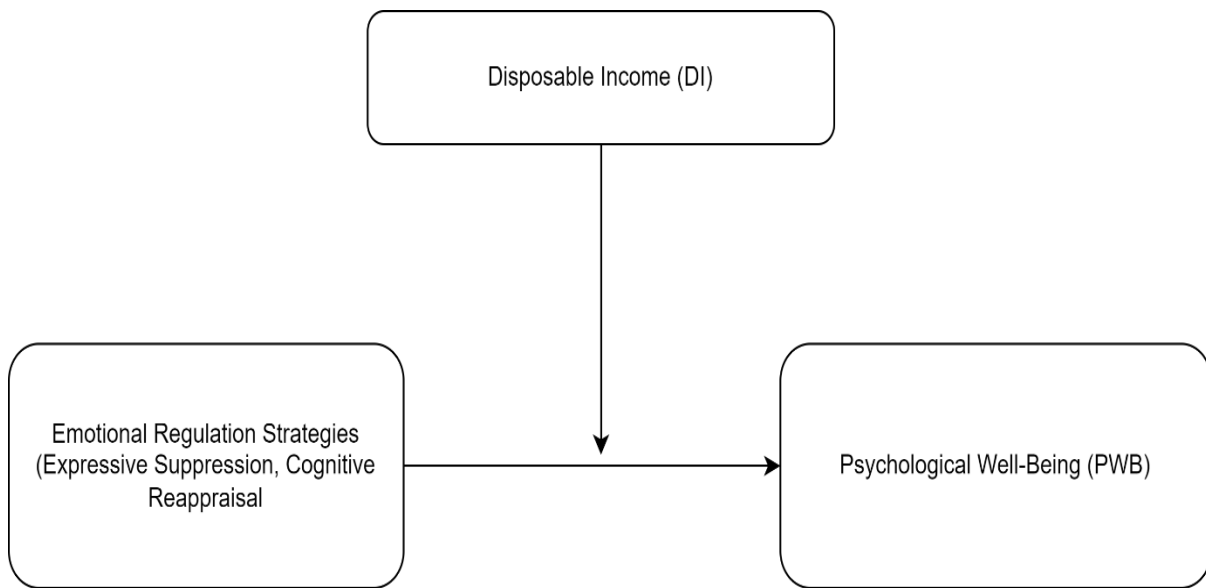 Disposable Income (DI)
Emotional Regulation Strategies
(Expressive Suppression, Cognitive
Reappraisal
Psychological Well-Being (PWB)